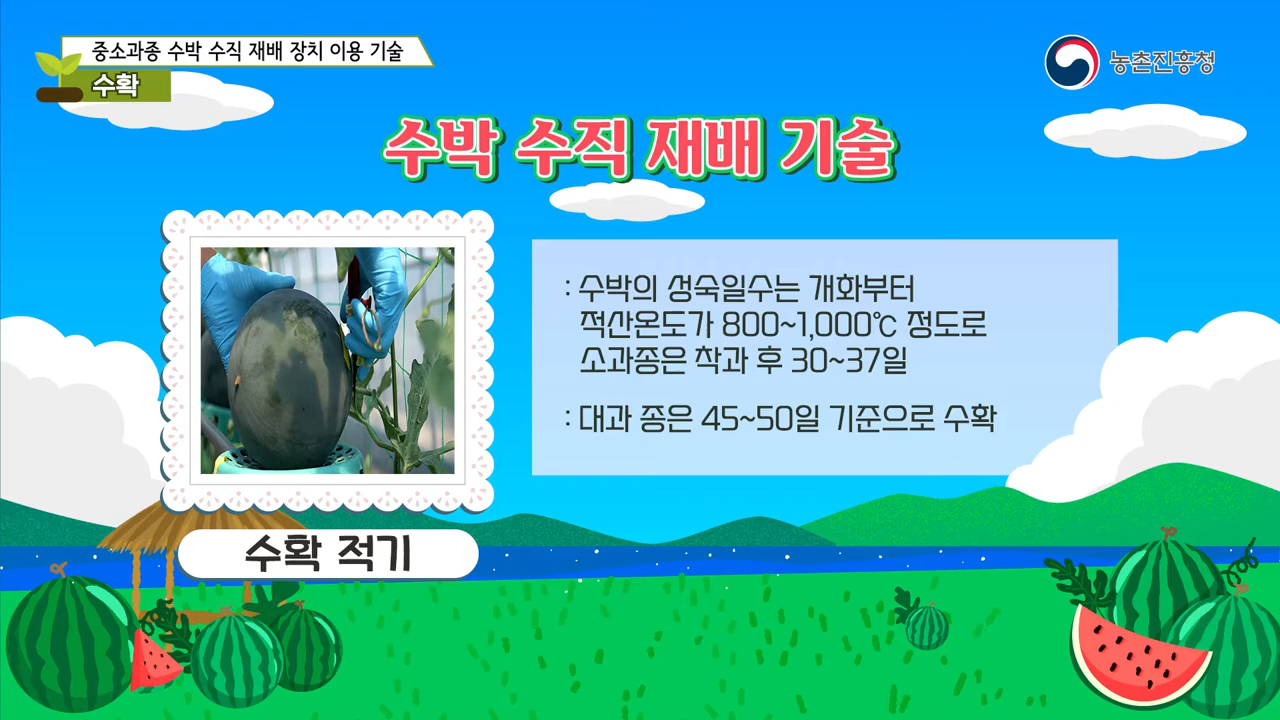 중소과종 수박 수직 재배 장치 이용 기술
수확
농촌진흥청
수박 수직 재배 기술
: 수박의 성숙일수는 개화부터
적산온도가 800~1,000℃ 정도로
소과종은 착과 후 30~37일
: 대과 종은 45~50일 기준으로 수확
수확 적기